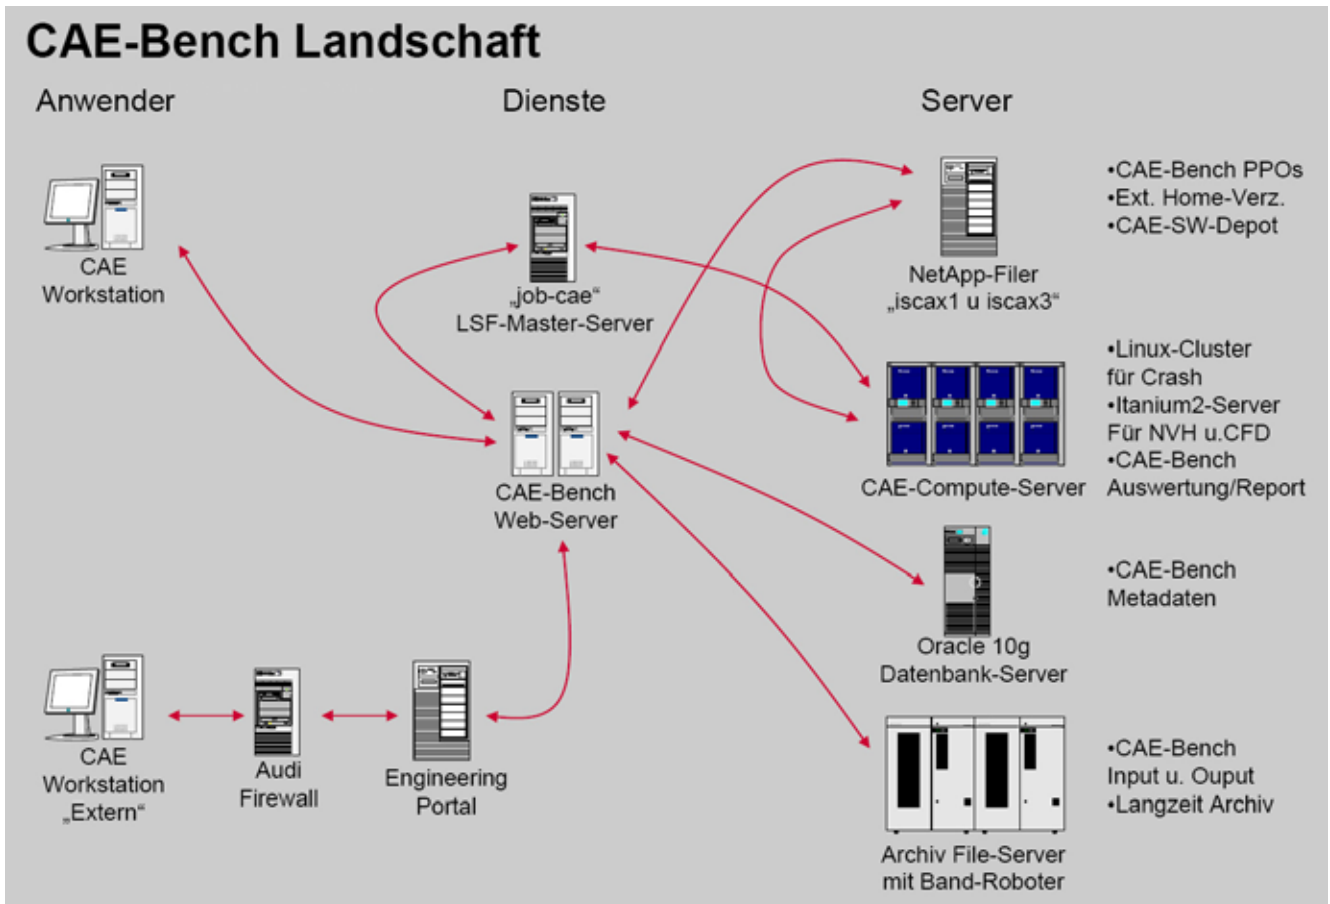 CAE-Bench Landschaft
Anwender
Dienste
Server
CAE
Workstation
„job-cae“
LSF-Master-Server
NetApp-Filer
„iscax1 u iscax3“
•CAE-Bench PPOs
•Ext. Home-Verz.
•CAE-SW-Depot
CAE-Bench
Web-Server
CAE-Compute-Server
•Linux-Cluster
für Crash
•Itanium2-Server
Für NVH u.CFD
•CAE-Bench
Auswertung/Report
Oracle 10g
Datenbank-Server
•CAE-Bench
Metadaten
CAE
Workstation
„Extern“
Audi
Firewall
Engineering
Portal
Archiv File-Server
mit Band-Roboter
•CAE-Bench
Input u. Ouput
•Langzeit Archiv